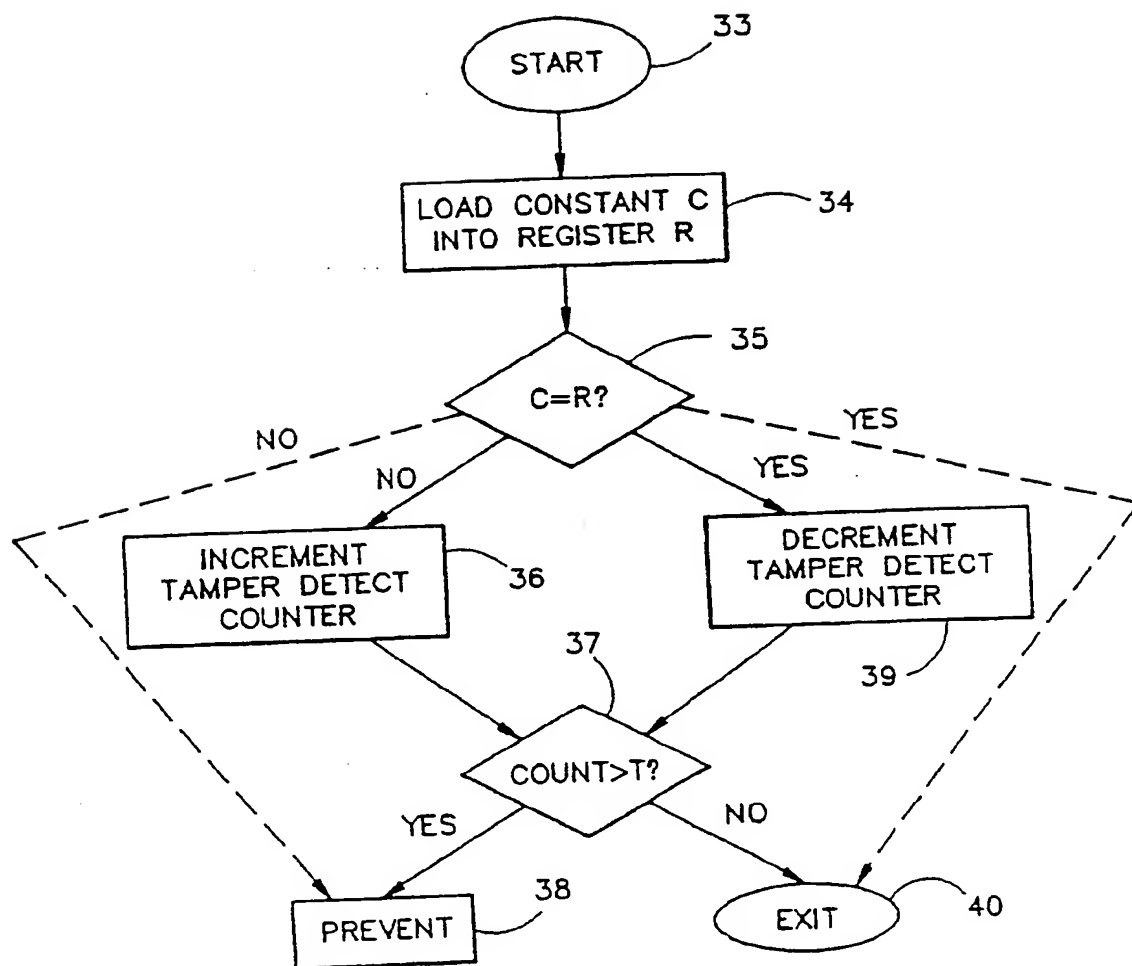 33
START
LOAD CONSTANT C
INTO REGISTER R
34
35
C=R?
NO
YES
NO
YES
INCREMENT
TAMPER DETECT
COUNTER
36
DECREMENT
TAMPER DETECT
COUNTER
39
37
COUNT>T?
YES
NO
PREVENT
38
EXIT
40